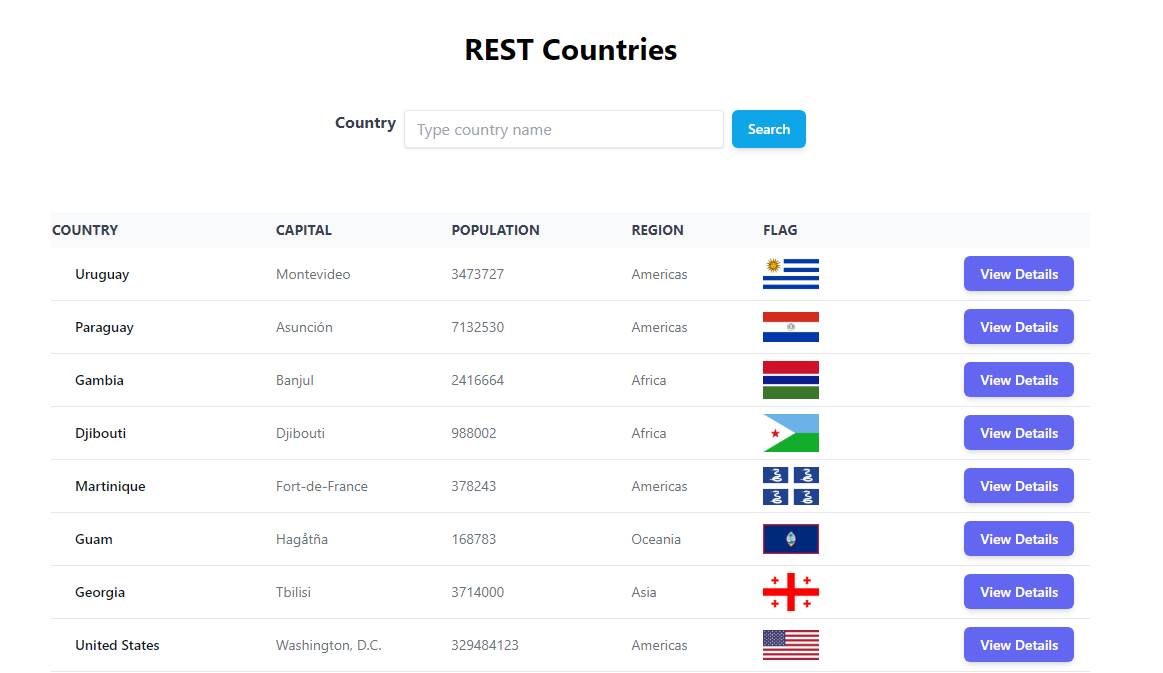 REST Countries
Country Type country name Search
COUNTRY CAPITAL POPULATION REGION FLAG
Uruguay Montevideo 3473727 Americas View Details
Paraguay Asunción 7132530 Americas View Details
Gambia Banjul 2416664 Africa View Details
Djibouti Djibouti 988002 Africa View Details
Martinique Fort-de-France 378243 Americas View Details
Guam Hagåtña 168783 Oceania View Details
Georgia Tbilisi 3714000 Asia View Details
United States Washington, D.C. 329484123 Americas View Details